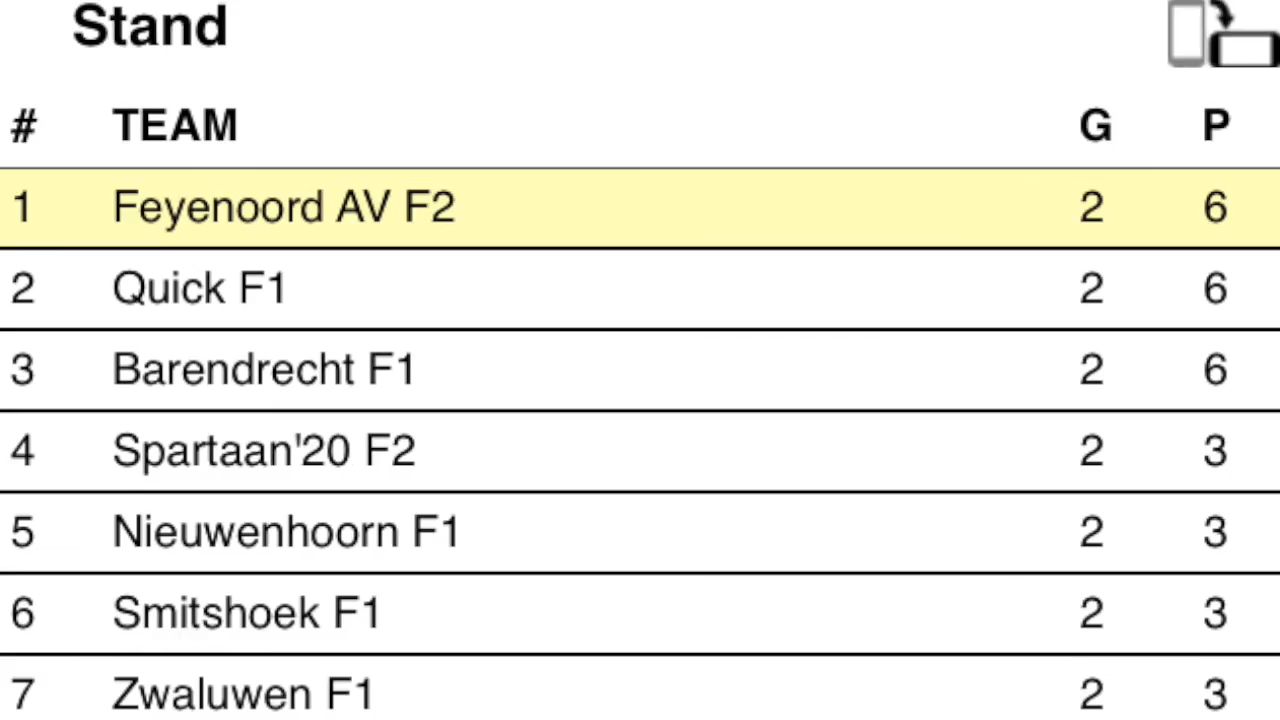 Stand
# TEAM G P
1 Feyenoord AV F2 2 6
2 Quick F1 2 6
3 Barendrecht F1 2 6
4 Spartaan'20 F2 2 3
5 Nieuwenhoorn F1 2 3
6 Smitshoek F1 2 3
7 Zwaluwen F1 2 3